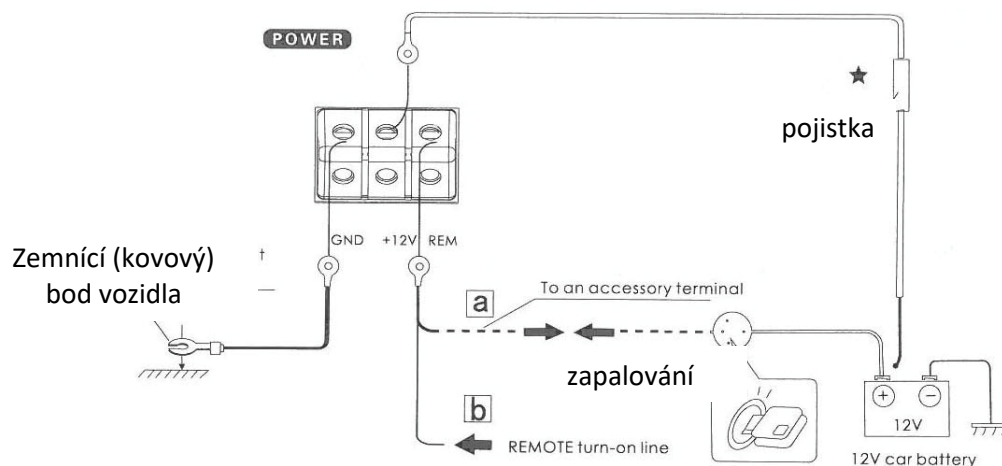 POWER
★
pojistka
GND +12V REM
Zemnící (kovový)
bod vozidla
†
—
To an accessory terminal
a
zapalování
b
REMOTE turn-on line
+ −
12V
12V car battery